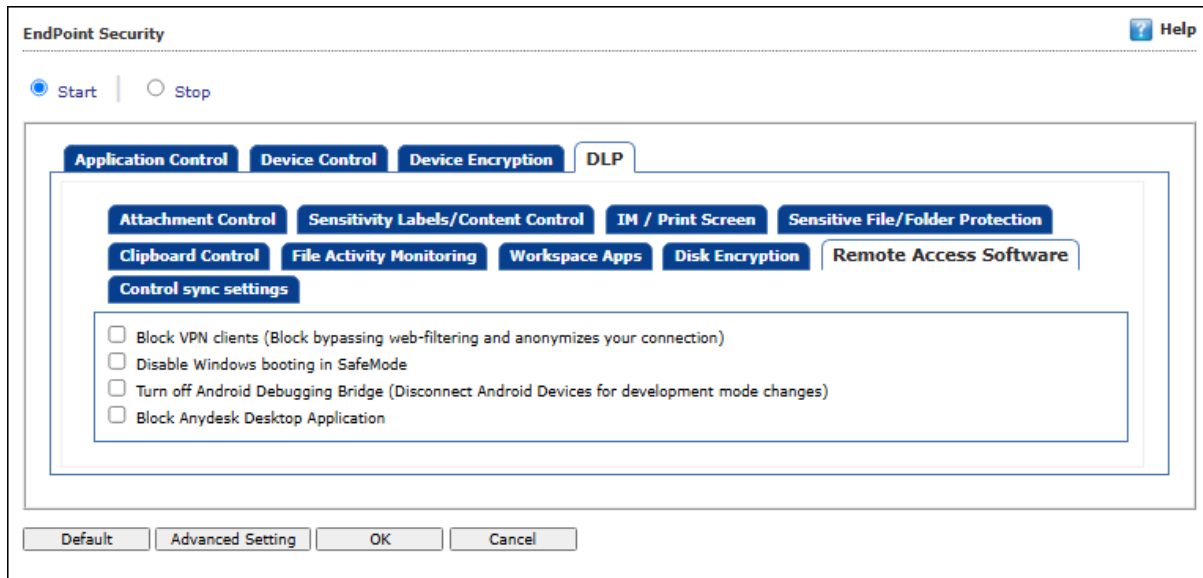 EndPoint Security
Help
Start
Stop
Application Control Device Control Device Encryption DLP
Attachment Control Sensitivity Labels/Content Control IM / Print Screen Sensitive File/Folder Protection
Clipboard Control File Activity Monitoring Workspace Apps Disk Encryption Remote Access Software
Control sync settings
Block VPN clients (Block bypassing web-filtering and anonymizes your connection)
Disable Windows booting in SafeMode
Turn off Android Debugging Bridge (Disconnect Android Devices for development mode changes)
Block Anydesk Desktop Application
Default Advanced Setting OK Cancel